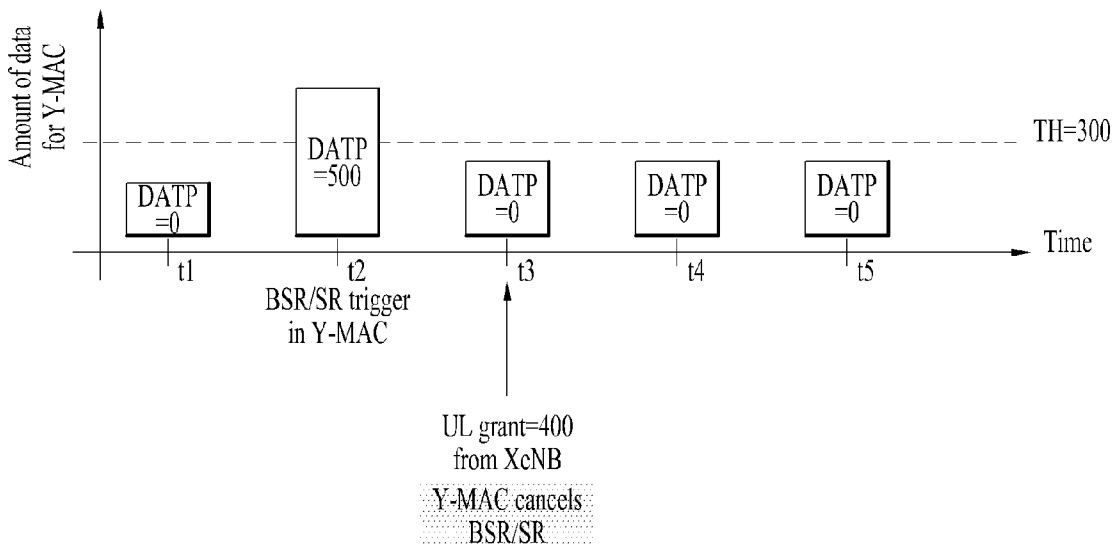 Amount of data
for Y-MAC
TH=300
DATP
=0
DATP
=500
DATP
=0
DATP
=0
DATP
=0
Time
t1
t2
t3
t4
t5
BSR/SR trigger
in Y-MAC
UL grant=400
from XeNB
Y-MAC cancels
BSR/SR